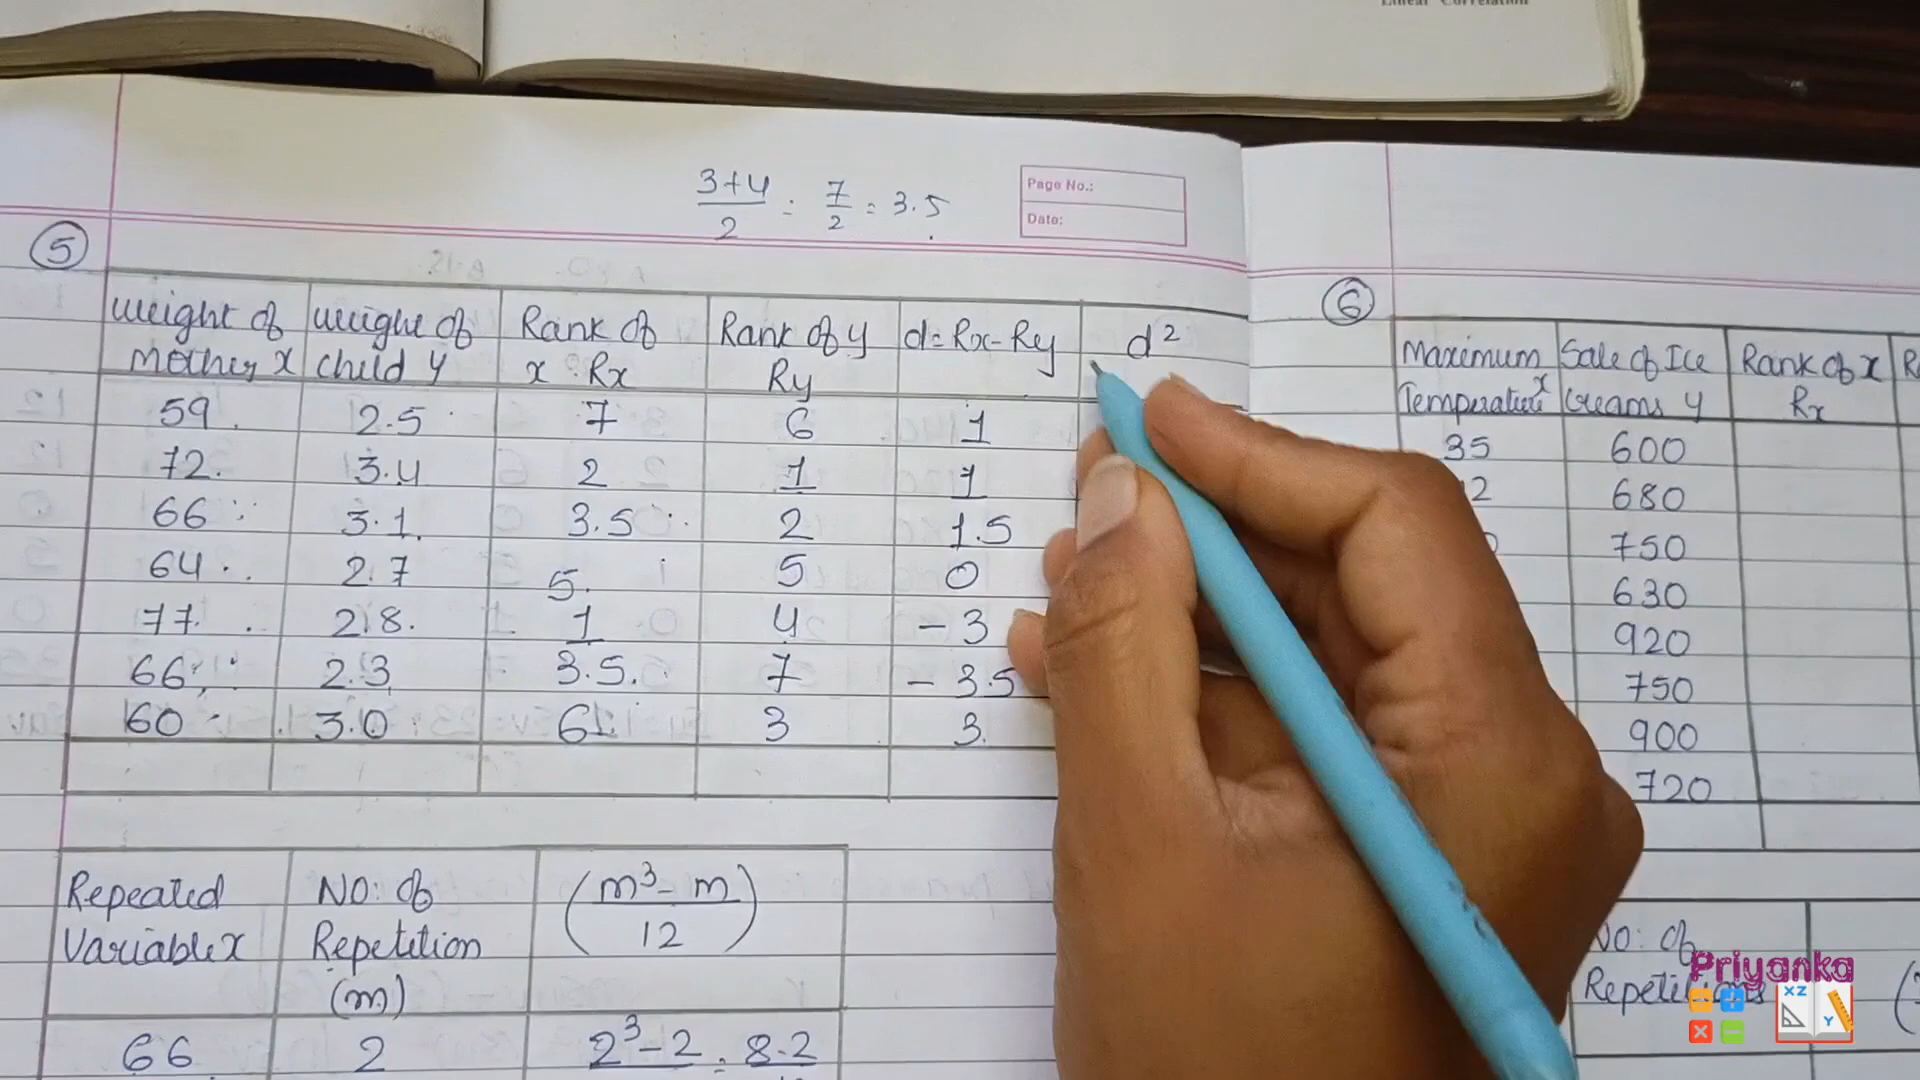 Linear Correlation
3+4/2 = 7/2 = 3.5
Page No.:
Date:
5
Weight of Mother x | Weight of child y | Rank of x Rx | Rank of y Ry | d=Rx-Ry | d²
59 | 2.5 | 7 | 6 | 1
72 | 3.4 | 2 | 1 | 1
66 | 3.1 | 3.5 | 2 | 1.5
64 | 2.7 | 5 | 5 | 0
77 | 2.8 | 1 | 4 | -3
66 | 2.3 | 3.5 | 7 | -3.5
60 | 3.0 | 6 | 3 | 3
Repeated Variable x | NO: of Repetition (m) | (m³-m/12)
66 | 2 | 2³-2 = 8-2
6
Maximum Temperature x | Sale of Ice creams y | Rank of x Rx
35 | 600
680
750
630
920
750
900
720
NO: of
Repetitions
Priyanka
XZ
Y